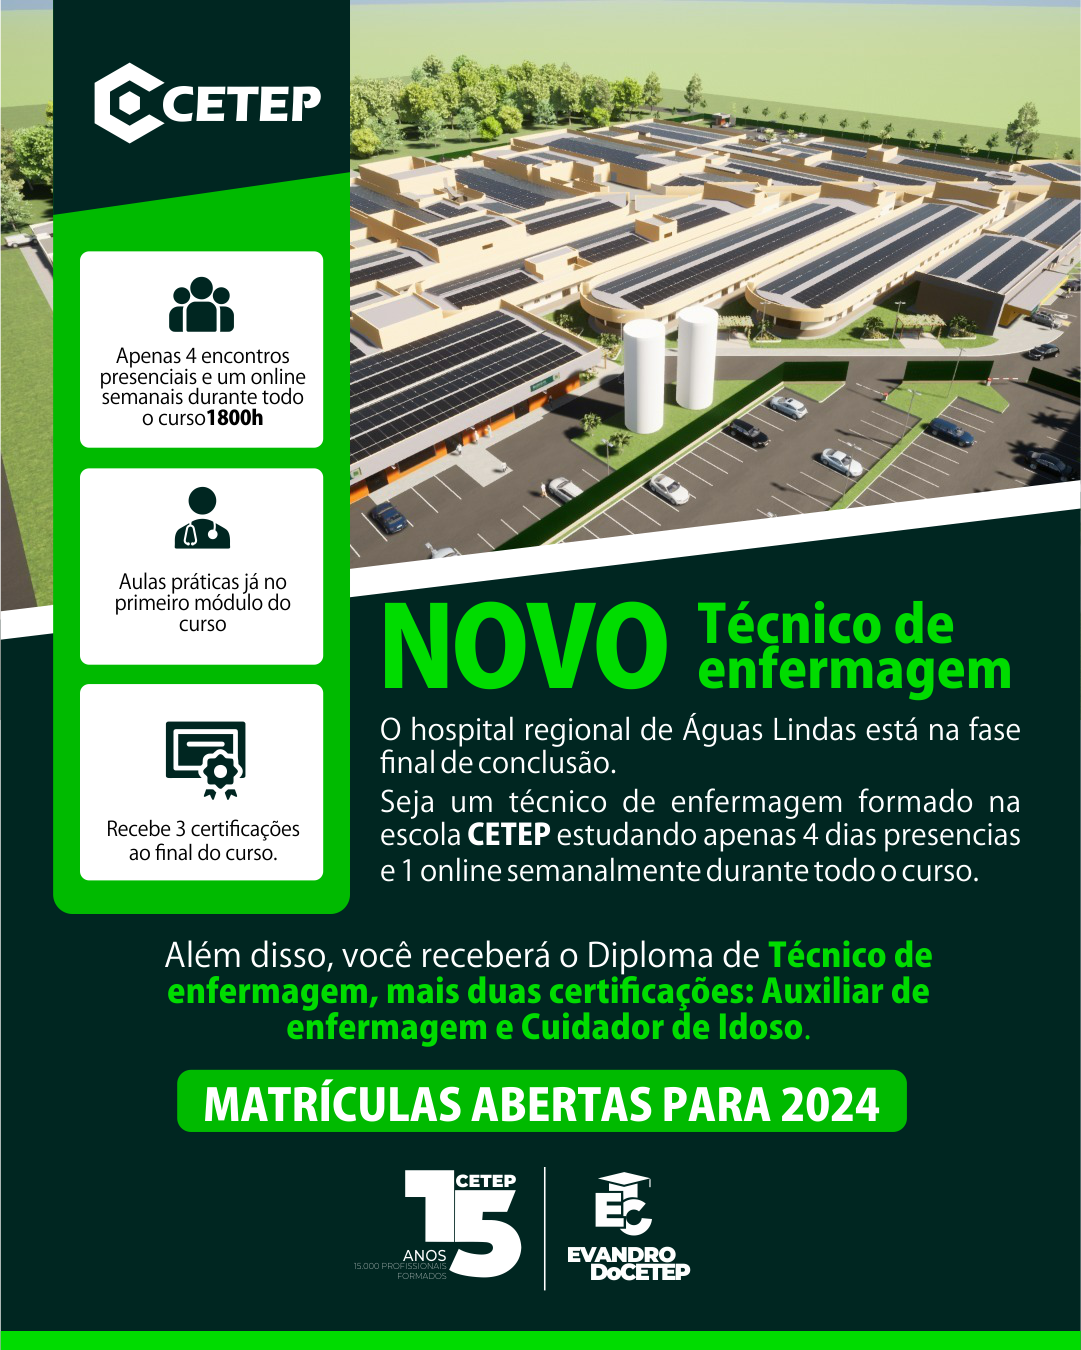 CETEP
Apenas 4 encontros
presenciais e um online
semanais durante todo
o curso1800h
Aulas práticas já no
primeiro módulo do
curso
Recebe 3 certificações
ao final do curso.
NOVO
Técnico de
enfermagem
O hospital regional de Águas Lindas está na fase
final de conclusão.
Seja um técnico de enfermagem formado na
escola CETEP estudando apenas 4 dias presencias
e 1 online semanalmente durante todo o curso.
Além disso, você receberá o Diploma de Técnico de
enfermagem, mais duas certificações: Auxiliar de
enfermagem e Cuidador de Idoso.
MATRÍCULAS ABERTAS PARA 2024
15 CETEP
ANOS
15.000 PROFISSIONAIS
FORMADOS
EC
EVANDRO
DoCETEP